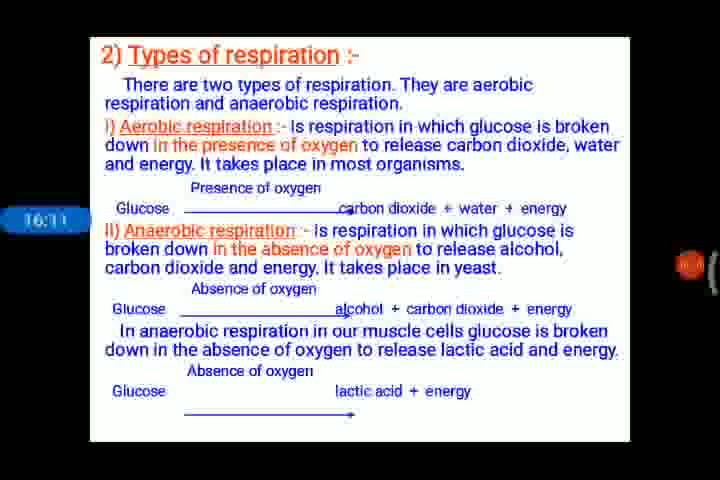 2) Types of respiration :-
There are two types of respiration. They are aerobic
respiration and anaerobic respiration.
I) Aerobic respiration :- Is respiration in which glucose is broken
down in the presence of oxygen to release carbon dioxide, water
and energy. It takes place in most organisms.
Presence of oxygen
Glucose carbon dioxide + water + energy
II) Anaerobic respiration :- Is respiration in which glucose is
broken down in the absence of oxygen to release alcohol,
carbon dioxide and energy. It takes place in yeast.
Absence of oxygen
Glucose alcohol + carbon dioxide + energy
In anaerobic respiration in our muscle cells glucose is broken
down in the absence of oxygen to release lactic acid and energy.
Absence of oxygen
Glucose lactic acid + energy
16:11